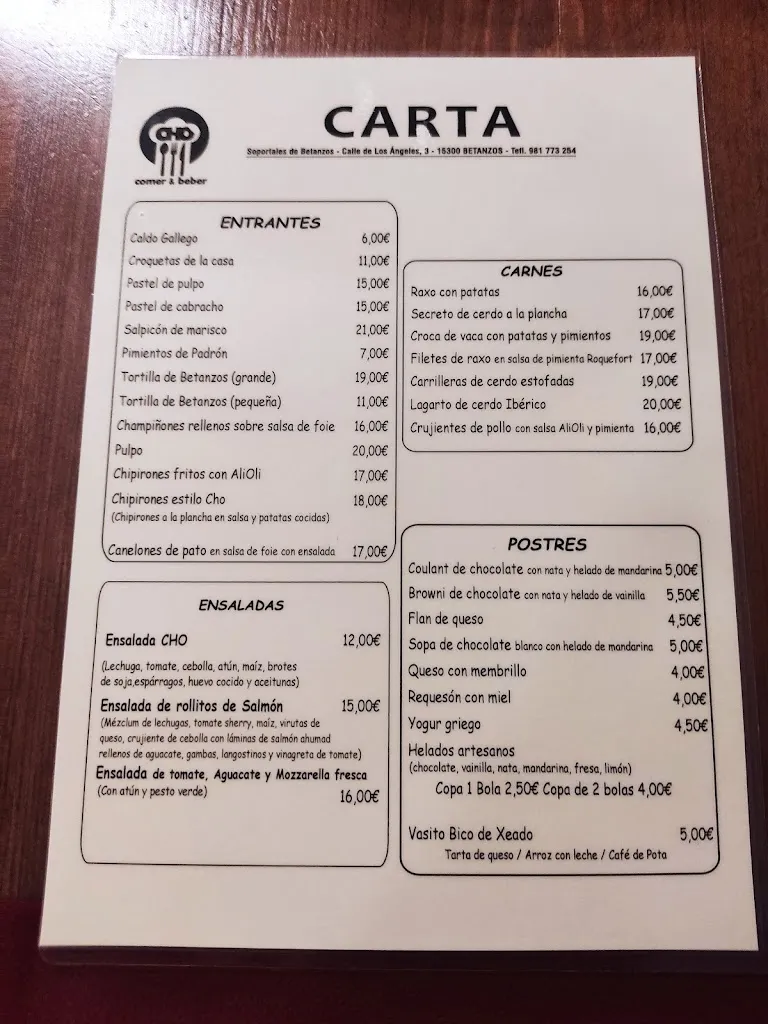 CHO
comer & beber
CARTA
Soportales de Betanzos - Calle de Los Ángeles, 3 - 15300 BETANZOS - Telf. 981 773 254
ENTRANTES
Caldo Gallego 6,00€
Croquetas de la casa 11,00€
Pastel de pulpo 15,00€
Pastel de cabracho 15,00€
Salpicón de marisco 21,00€
Pimientos de Padrón 7,00€
Tortilla de Betanzos (grande) 19,00€
Tortilla de Betanzos (pequeña) 11,00€
Champiñones rellenos sobre salsa de foie 16,00€
Pulpo 20,00€
Chipirones fritos con AliOli 17,00€
Chipirones estilo Cho 18,00€
(Chipirones a la plancha en salsa y patatas cocidas)
Canelones de pato en salsa de foie con ensalada 17,00€
ENSALADAS
Ensalada CHO 12,00€
(Lechuga, tomate, cebolla, atún, maíz, brotes
de soja,espárragos, huevo cocido y aceitunas)
Ensalada de rollitos de Salmón 15,00€
(Mézclum de lechugas, tomate sherry, maíz, virutas de
queso, crujiente de cebolla con láminas de salmón ahumad
rellenos de aguacate, gambas, langostinos y vinagreta de tomate)
Ensalada de tomate, Aguacate y Mozzarella fresca
(Con atún y pesto verde) 16,00€
CARNES
Raxo con patatas 16,00€
Secreto de cerdo a la plancha 17,00€
Croca de vaca con patatas y pimientos 19,00€
Filetes de raxo en salsa de pimienta Roquefort 17,00€
Carrilleras de cerdo estofadas 19,00€
Lagarto de cerdo Ibérico 20,00€
Crujientes de pollo con salsa AliOli y pimienta 16,00€
POSTRES
Coulant de chocolate con nata y helado de mandarina 5,00€
Browni de chocolate con nata y helado de vainilla 5,50€
Flan de queso 4,50€
Sopa de chocolate blanco con helado de mandarina 5,00€
Queso con membrillo 4,00€
Requesón con miel 4,00€
Yogur griego 4,50€
Helados artesanos
(chocolate, vainilla, nata, mandarina, fresa, limón)
Copa 1 Bola 2,50€ Copa de 2 bolas 4,00€
Vasito Bico de Xeado 5,00€
Tarta de queso / Arroz con leche / Café de Pota